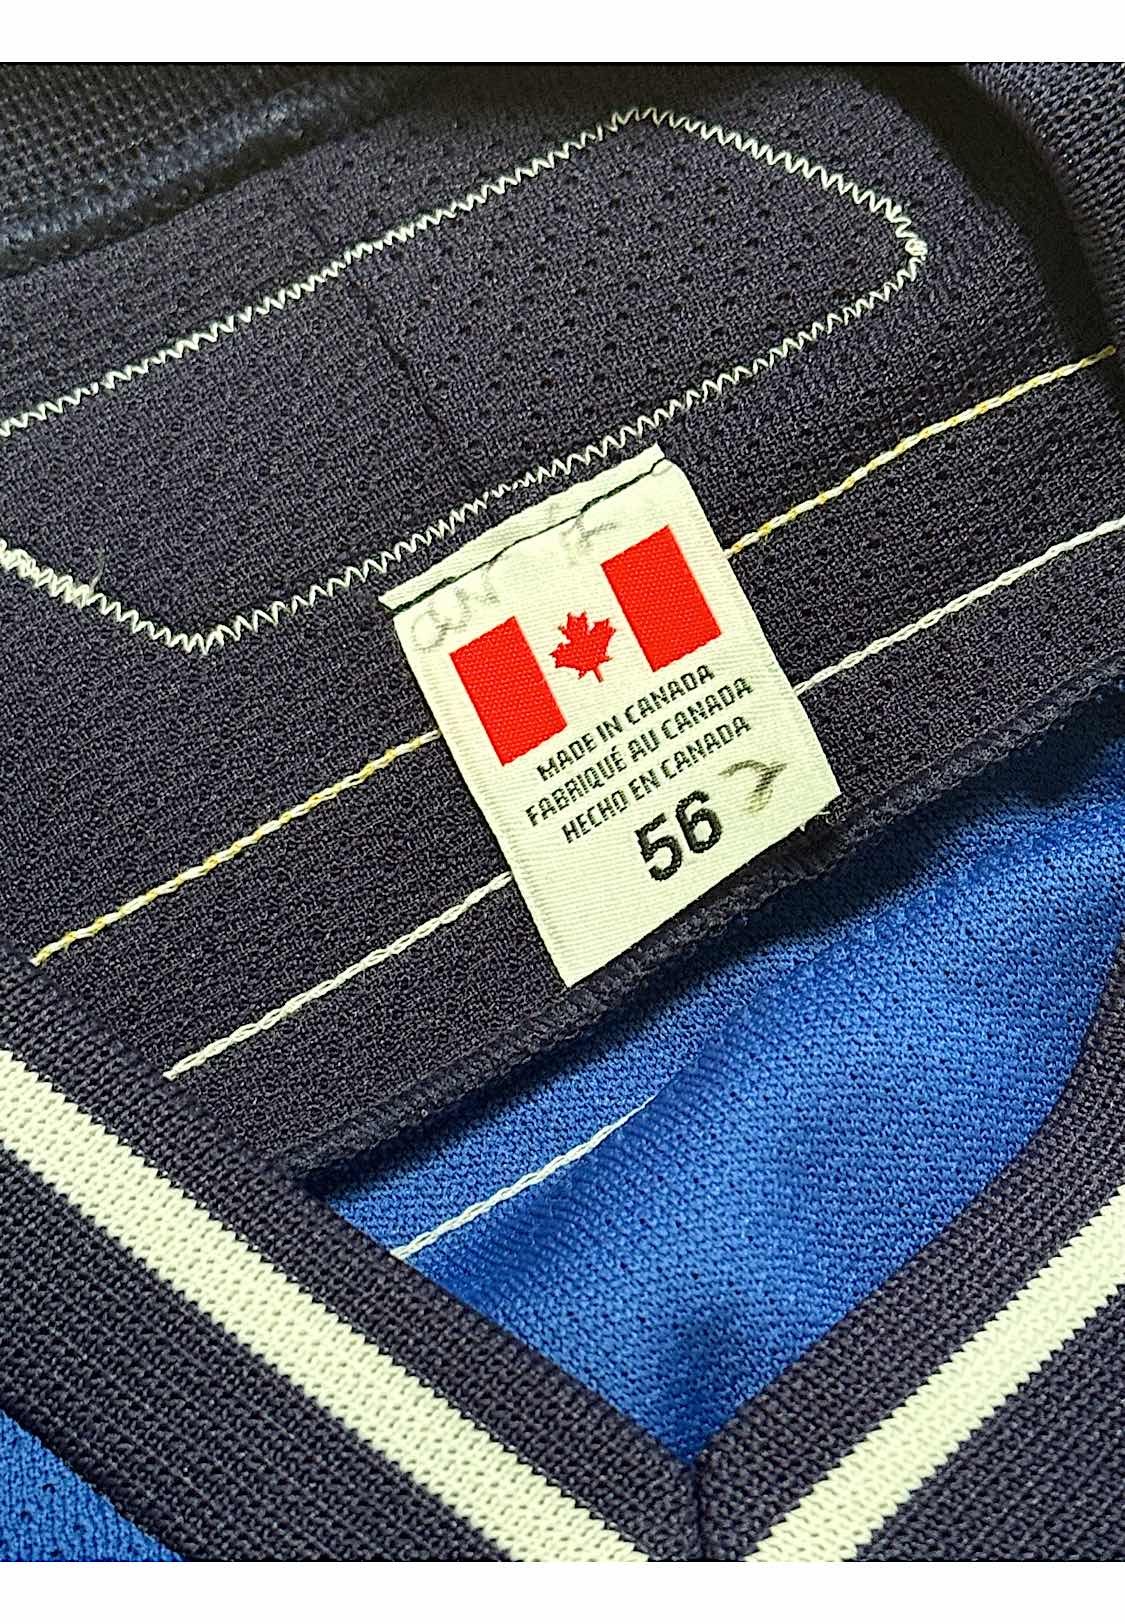 MADE IN CANADA
FABRIQUÉ AU CANADA
HECHO EN CANADA
56